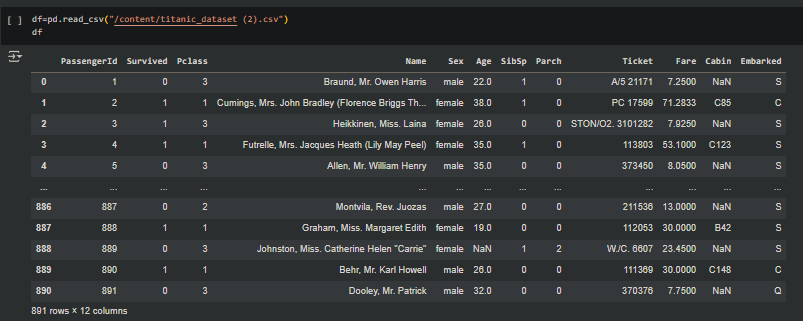 [ ] df=pd.read_csv("/content/titanic_dataset (2).csv")
df
PassengerId Survived Pclass Name Sex Age SibSp Parch Ticket Fare Cabin Embarked
0 1 0 3 Braund, Mr. Owen Harris male 22.0 1 0 A/5 21171 7.2500 NaN S
1 2 1 1 Cumings, Mrs. John Bradley (Florence Briggs Th... female 38.0 1 0 PC 17599 71.2833 C85 C
2 3 1 3 Heikkinen, Miss. Laina female 26.0 0 0 STON/O2. 3101282 7.9250 NaN S
3 4 1 1 Futrelle, Mrs. Jacques Heath (Lily May Peel) female 35.0 1 0 113803 53.1000 C123 S
4 5 0 3 Allen, Mr. William Henry male 35.0 0 0 373450 8.0500 NaN S
... ... ... ... ... ... ... ... ... ... ... ... ...
886 887 0 2 Montvila, Rev. Juozas male 27.0 0 0 211536 13.0000 NaN S
887 888 1 1 Graham, Miss. Margaret Edith female 19.0 0 0 112053 30.0000 B42 S
888 889 0 3 Johnston, Miss. Catherine Helen "Carrie" female NaN 1 2 W./C. 6607 23.4500 NaN S
889 890 1 1 Behr, Mr. Karl Howell male 26.0 0 0 111369 30.0000 C148 C
890 891 0 3 Dooley, Mr. Patrick male 32.0 0 0 370376 7.7500 NaN Q
891 rows × 12 columns